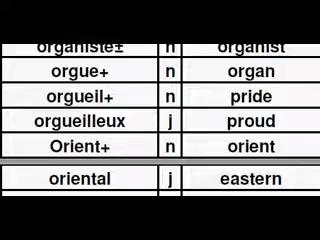 organiste± n organist
orgue+ n organ
orgueil+ n pride
orgueilleux j proud
Orient+ n orient
oriental j eastern